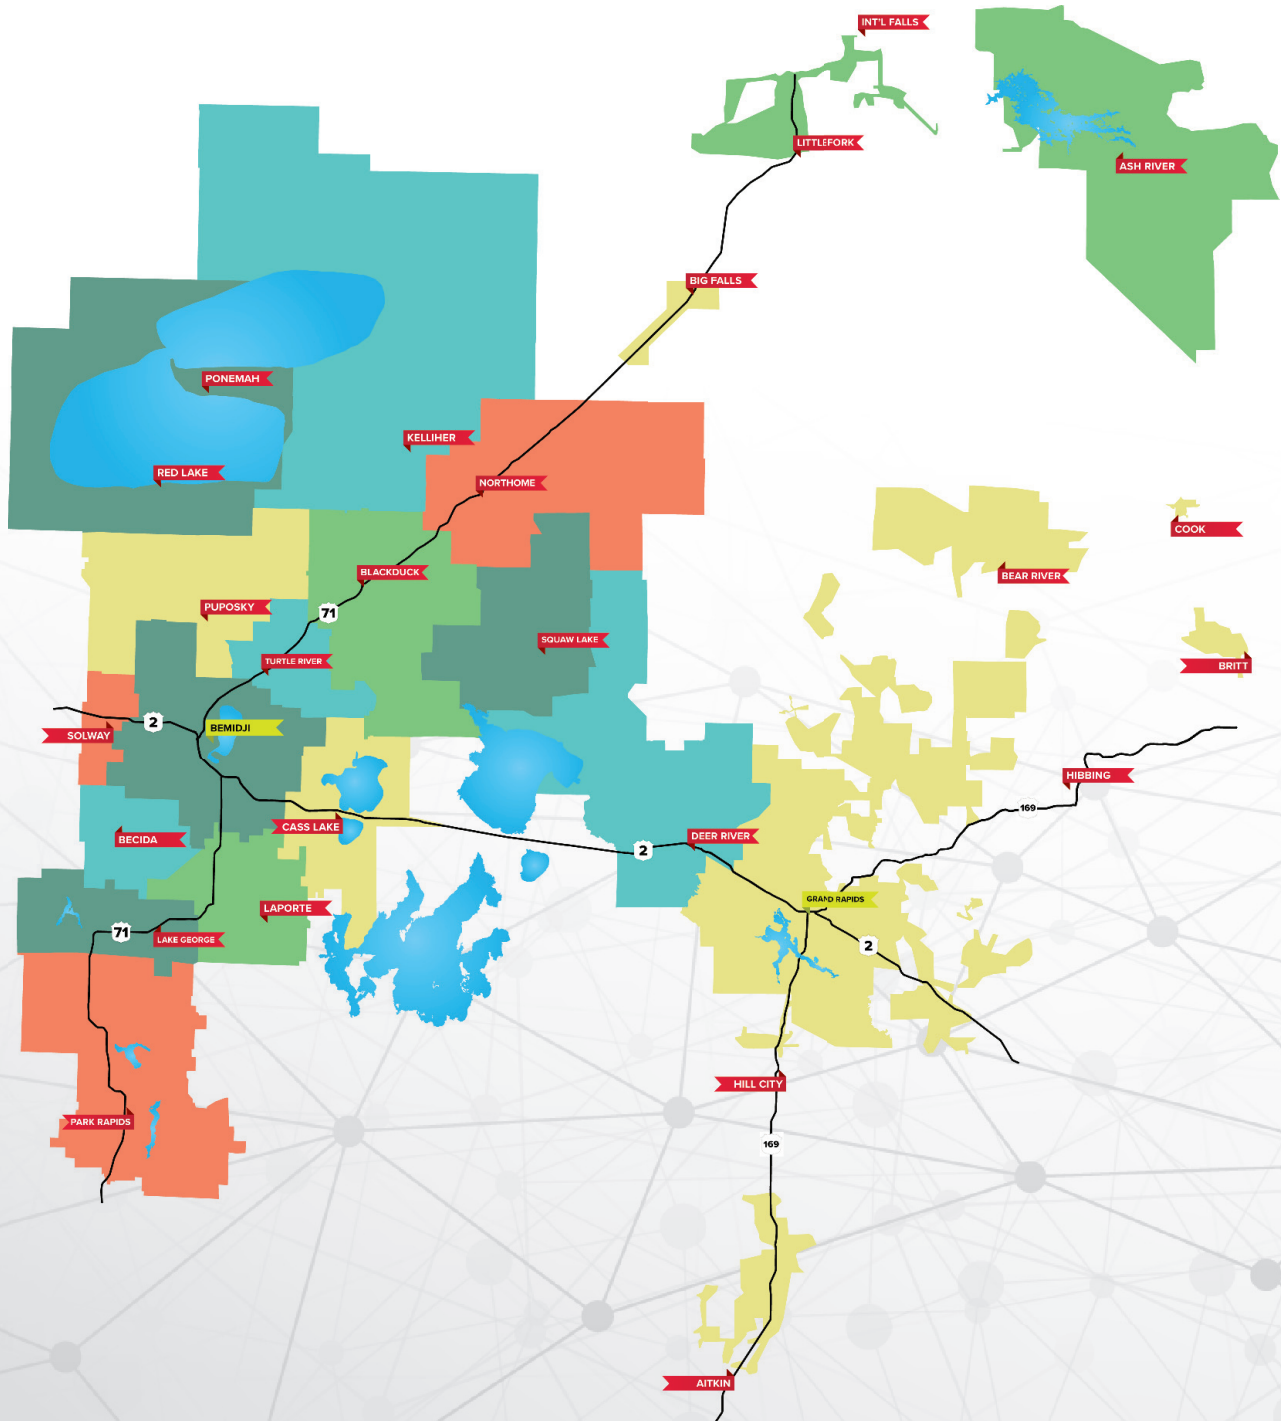 INT'L FALLS
LITTLEFORK
ASH RIVER
BIG FALLS
PONEMAH
KELLIHER
RED LAKE
NORTHOME
COOK
BLACKDUCK
BEAR RIVER
PUPOSKY
71
SQUAW LAKE
TURTLE RIVER
BRITT
2
BEMIDJI
SOLWAY
HIBBING
169
CASS LAKE
BECIDA
DEER RIVER
2
GRAND RAPIDS
LAPORTE
71
LAKE GEORGE
2
HILL CITY
PARK RAPIDS
169
AITKIN